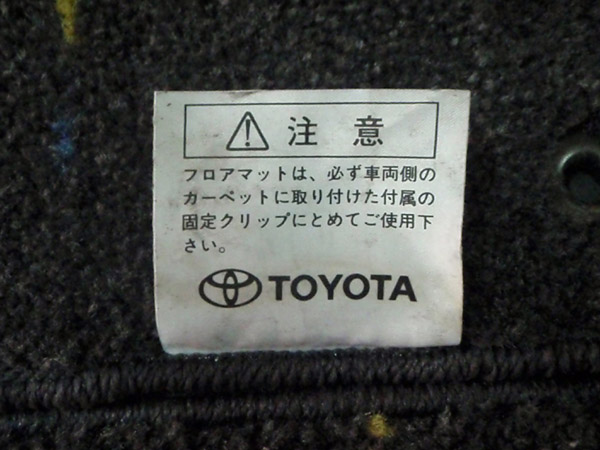 注意
フロアマットは、必ず車両側の
カーペットに取り付けた付属の
固定クリップにとめてご使用下
さい。
TOYOTA